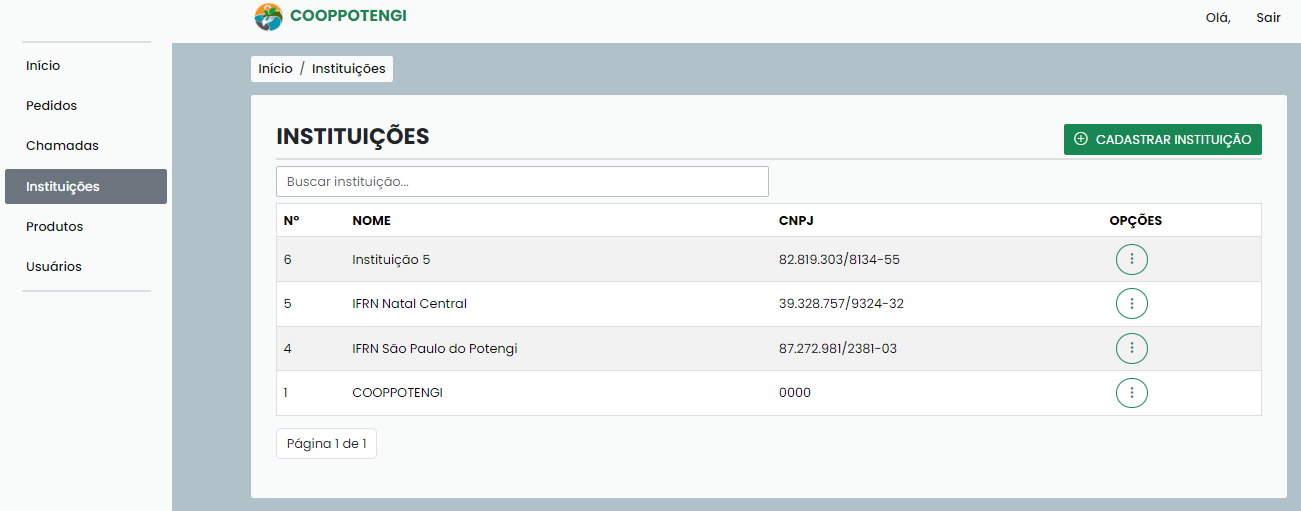 COOPPOTENGI
Olá, Sair
Início
Pedidos
Chamadas
Instituições
Produtos
Usuários
Início / Instituições
INSTITUIÇÕES
CADASTRAR INSTITUIÇÃO
Buscar instituição...
Nº NOME CNPJ OPÇÕES
6 Instituição 5 82.819.303/8134-55
5 IFRN Natal Central 39.328.757/9324-32
4 IFRN São Paulo do Potengi 87.272.981/2381-03
1 COOPPOTENGI 0000
Página 1 de 1